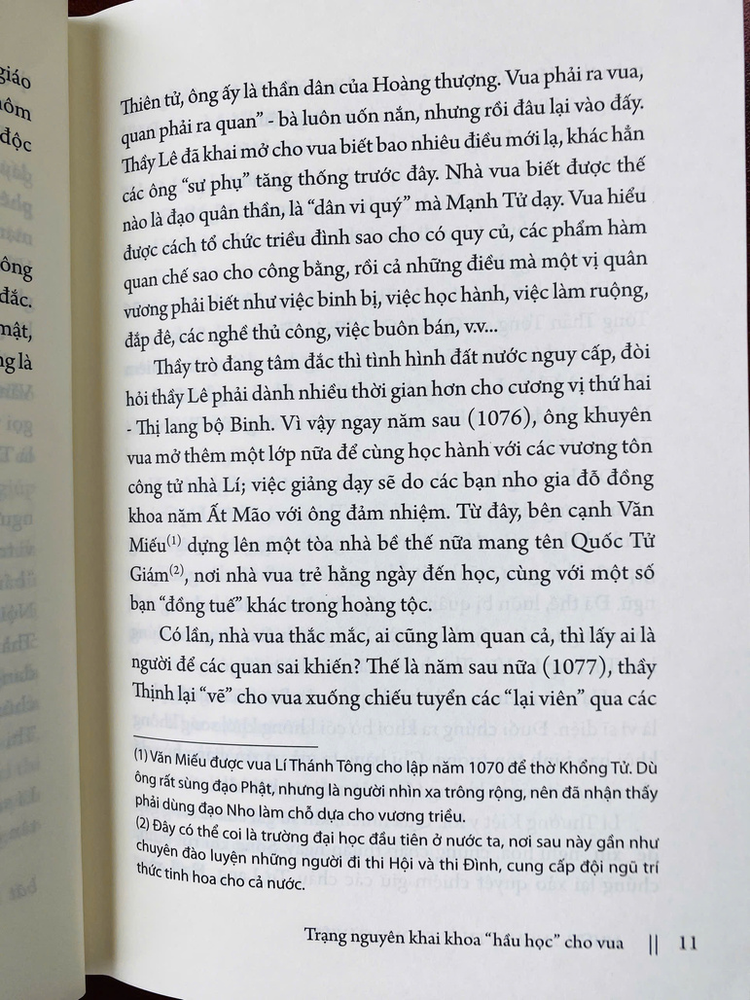 giáo
hôm
độc
ông
đắc.
mật,
ng là
Thiên tử, ông ấy là thần dân của Hoàng thượng. Vua phải ra vua,
quan phải ra quan” - bà luôn uốn nắn, nhưng rồi đâu lại vào đấy.
Thầy Lê đã khai mở cho vua biết bao nhiêu điều mới lạ, khác hẳn
các ông “sư phụ” tăng thống trước đây. Nhà vua biết được thế
nào là đạo quân thần, là “dân vi quý” mà Mạnh Tử dạy. Vua hiểu
được cách tổ chức triều đình sao cho có quy củ, các phẩm hàm
quan chế sao cho công bằng, rồi cả những điều mà một vị quân
vương phải biết như việc binh bị, việc học hành, việc làm ruộng,
đắp đê, các nghề thủ công, việc buôn bán, v.v...
Thầy trò đang tâm đắc thì tình hình đất nước nguy cấp, đòi
hỏi thầy Lê phải dành nhiều thời gian hơn cho cương vị thứ hai
- Thị lang bộ Binh. Vì vậy ngay năm sau (1076), ông khuyên
vua mở thêm một lớp nữa để cùng học hành với các vương tôn
công tử nhà Lí; việc giảng dạy sẽ do các bạn nho gia đỗ đồng
khoa năm Ất Mão với ông đảm nhiệm. Từ đây, bên cạnh Văn
Miếu(1) dựng lên một tòa nhà bề thế nữa mang tên Quốc Tử
Giám(2), nơi nhà vua trẻ hằng ngày đến học, cùng với một số
bạn “đồng tuế” khác trong hoàng tộc.
Có lần, nhà vua thắc mắc, ai cũng làm quan cả, thì lấy ai là
người để các quan sai khiến? Thế là năm sau nữa (1077), thầy
Thịnh lại “vẽ” cho vua xuống chiếu tuyển các “lại viên” qua các
(1) Văn Miếu được vua Lí Thánh Tông cho lập năm 1070 để thờ Khổng Tử. Dù
ông rất sùng đạo Phật, nhưng là người nhìn xa trông rộng, nên đã nhận thấy
phải dùng đạo Nho làm chỗ dựa cho vương triều.
(2) Đây có thể coi là trường đại học đầu tiên ở nước ta, nơi sau này gần như
chuyên đào luyện những người đi thi Hội và thi Đình, cung cấp đội ngũ trí
thức tinh hoa cho cả nước.
Trạng nguyên khai khoa “hầu học” cho vua || 11